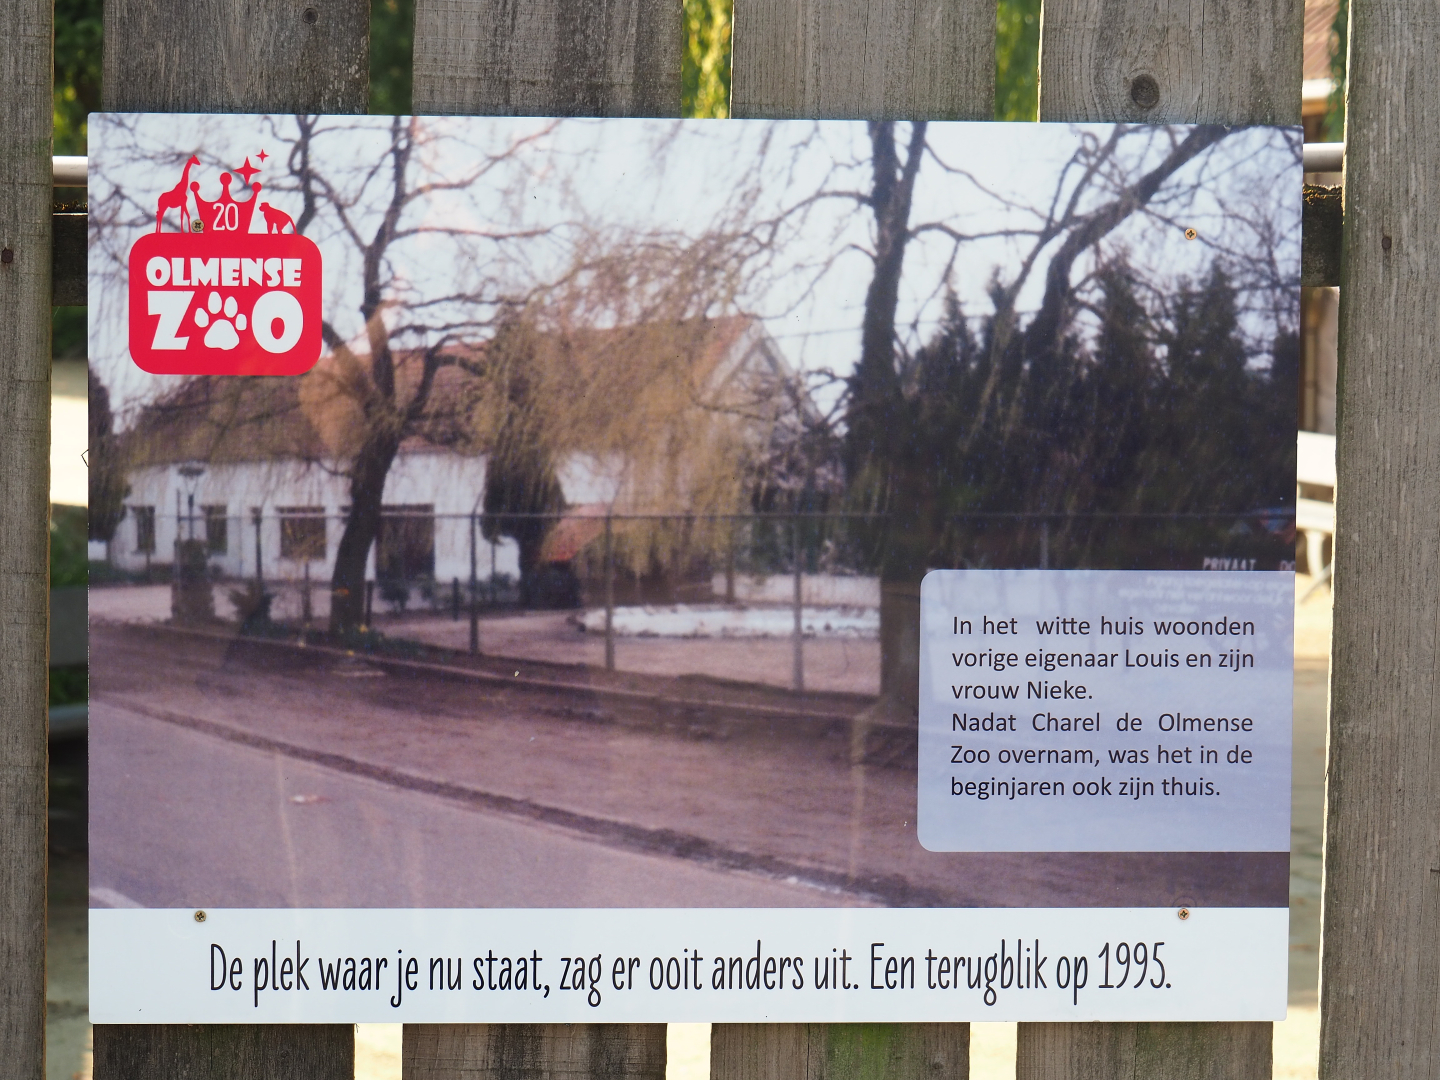 20
OLMENSE
ZOO
PRIVAAT
In het witte huis woonden
vorige eigenaar Louis en zijn
vrouw Nieke.
Nadat Charel de Olmense
Zoo overnam, was het in de
beginjaren ook zijn thuis.
De plek waar je nu staat, zag er ooit anders uit. Een terugblik op 1995.